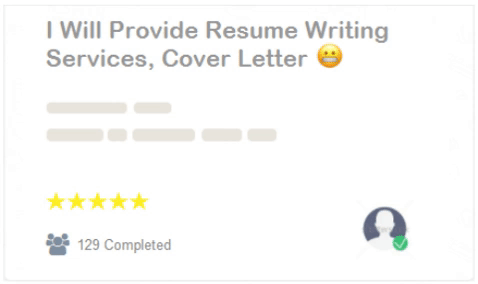 I Will Provide Resume Writing
Services, Cover Letter 😬
129 Completed